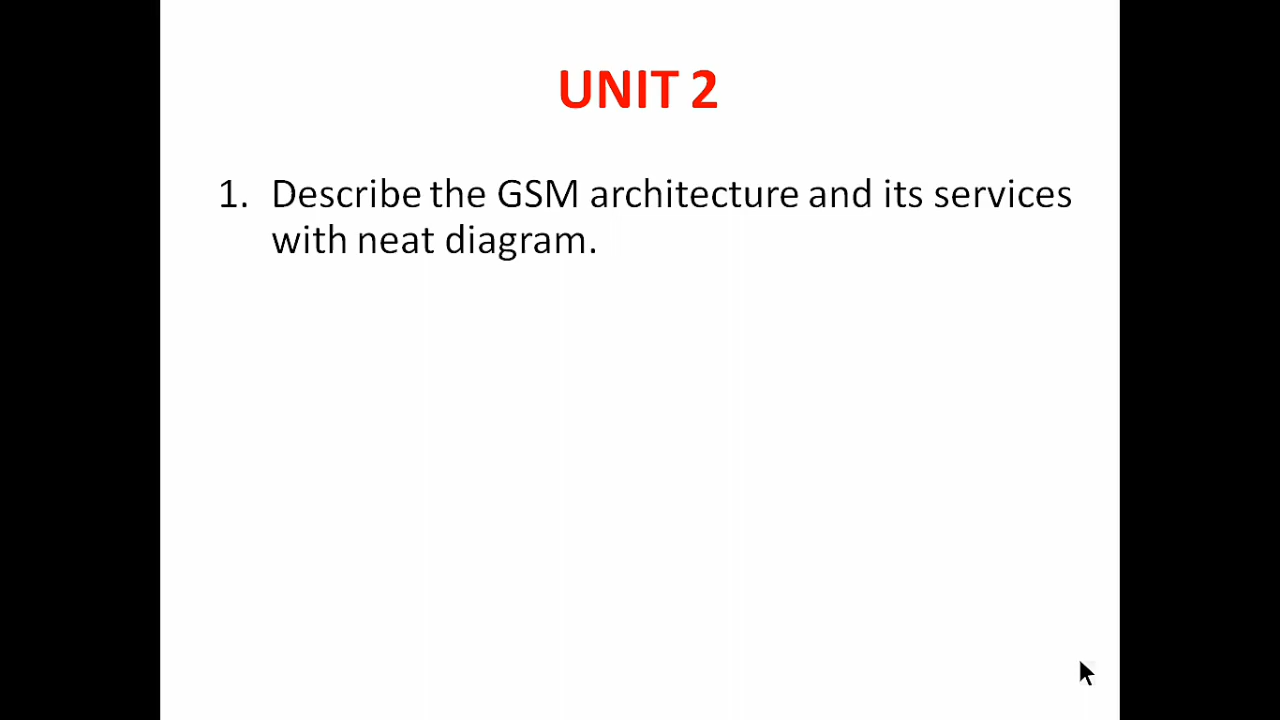 UNIT 2
1. Describe the GSM architecture and its services
with neat diagram.